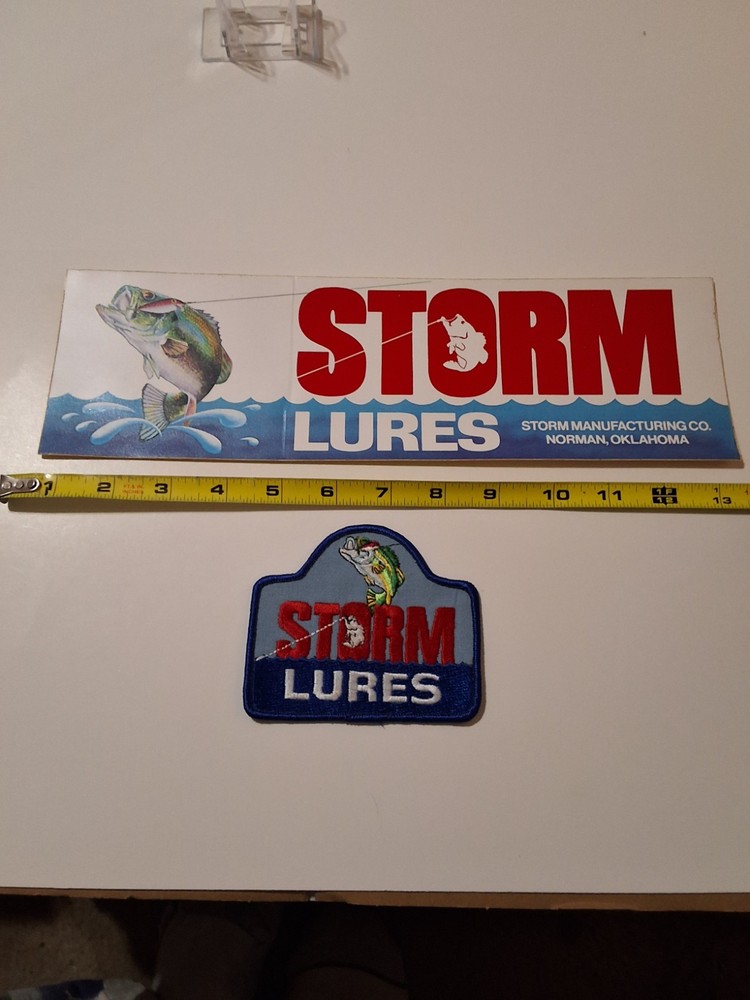 STORM
LURES
STORM MANUFACTURING CO.
NORMAN, OKLAHOMA
1 2 3 4 5 6 7 8 9 10 11 13
STORM
LURES